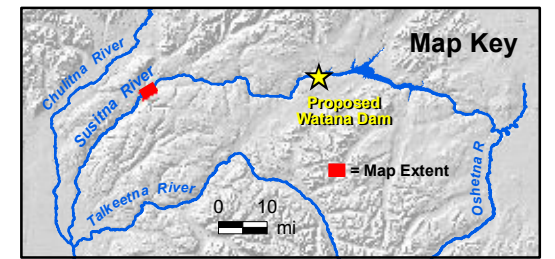 Map Key
Chulitna River
Susitna River
Proposed
Watana Dam
= Map Extent
Talkeetna River
Oshetna R
0 10
mi